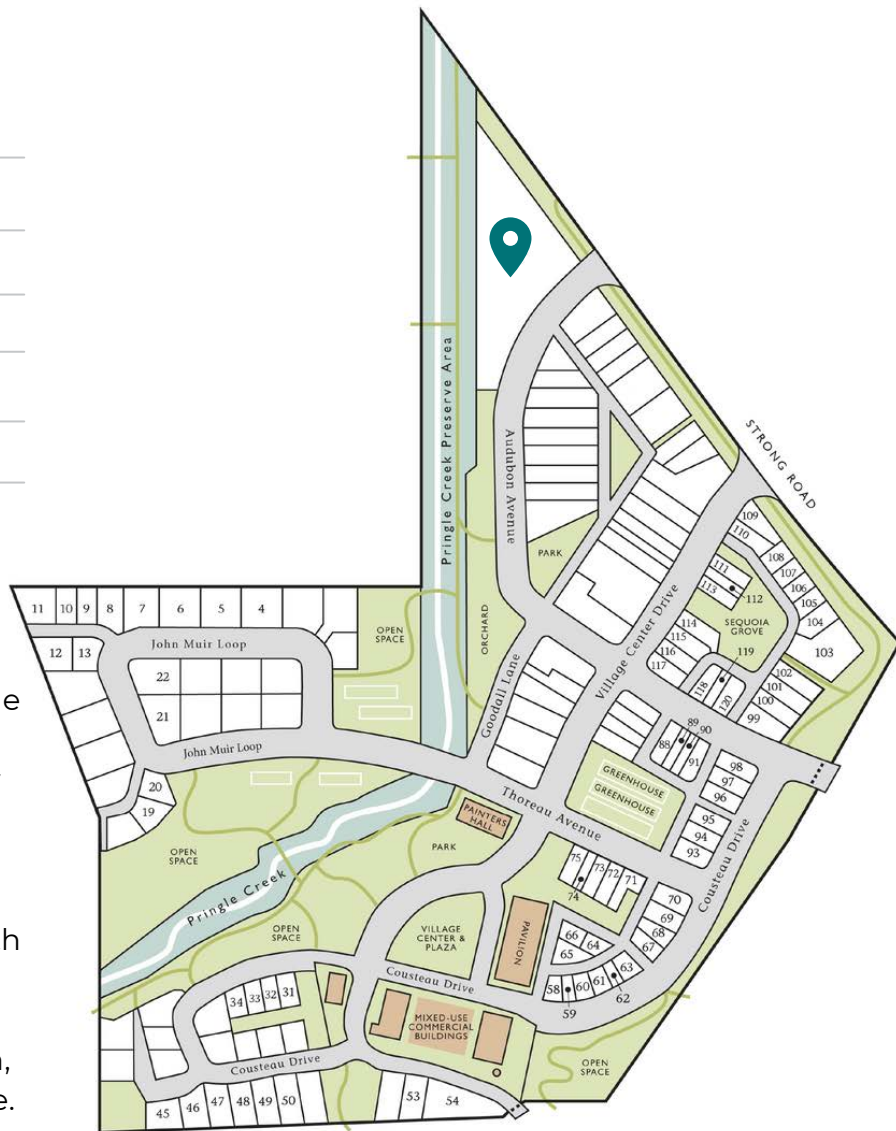 Pringle Creek Preserve Area
Audubon Avenue
STRONG ROAD
PARK
ORCHARD
109
110
108
107
106
105
104
103
111
113
112
SEQUOIA
GROVE
114
115
116
117
119
118
120
102
101
100
99
Village Center Drive
Goodall Lane
11
10
9
8
7
6
5
4
12
13
John Muir Loop
OPEN
SPACE
22
21
John Muir Loop
20
19
89
90
88
91
98
97
96
95
94
93
GREENHOUSE
GREENHOUSE
Thoreau Avenue
Cousteau Drive
PAINTERS
HALL
PARK
OPEN
SPACE
Pringle Creek
OPEN
SPACE
75
73
72
71
74
70
69
68
67
66
64
65
58
60
61
63
59
62
VILLAGE
CENTER &
PLAZA
PAVILION
Cousteau Drive
34
33
32
31
MIXED-USE
COMMERCIAL
BUILDINGS
OPEN
SPACE
Cousteau Drive
45
46
47
48
49
50
53
54
e
h
,
e.